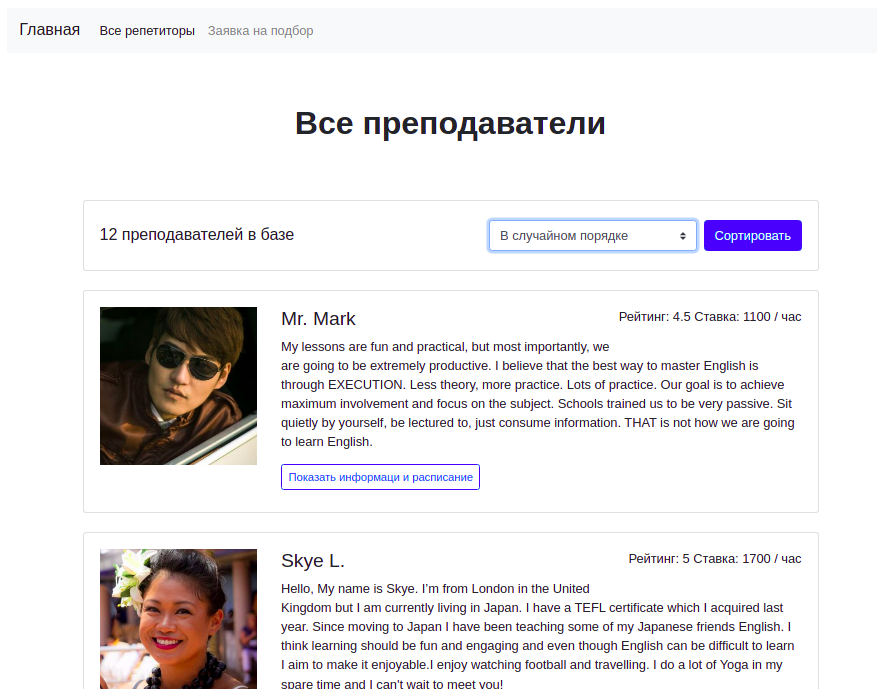 Главная Все репетиторы Заявка на подбор
Все преподаватели
12 преподавателей в базе
В случайном порядке
Сортировать
Mr. Mark
Рейтинг: 4.5 Ставка: 1100 / час
My lessons are fun and practical, but most importantly, we
are going to be extremely productive. I believe that the best way to master English is
through EXECUTION. Less theory, more practice. Lots of practice. Our goal is to achieve
maximum involvement and focus on the subject. Schools trained us to be very passive. Sit
quietly by yourself, be lectured to, just consume information. THAT is not how we are going
to learn English.
Показать информаци и расписание
Skye L.
Рейтинг: 5 Ставка: 1700 / час
Hello, My name is Skye. I’m from London in the United
Kingdom but I am currently living in Japan. I have a TEFL certificate which I acquired last
year. Since moving to Japan I have been teaching some of my Japanese friends English. I
think learning should be fun and engaging and even though English can be difficult to learn
I aim to make it enjoyable.I enjoy watching football and travelling. I do a lot of Yoga in my
spare time and I can't wait to meet you!